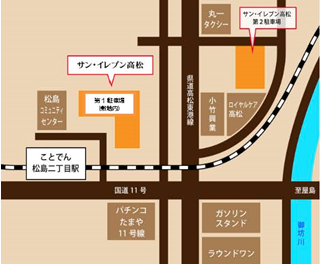 丸一
タクシー
サン・イレブン高松
第2駐車場
サン・イレブン高松
松島
コミュニティ
センター
第1駐車場
(敷地内)
県道高松東港線
小竹興業
ロイヤルケア
高松
ことでん
松島二丁目駅
国道11号
至屋島
御坊川
パチンコ
たまや
11号線
ガソリン
スタンド
ラウンドワン